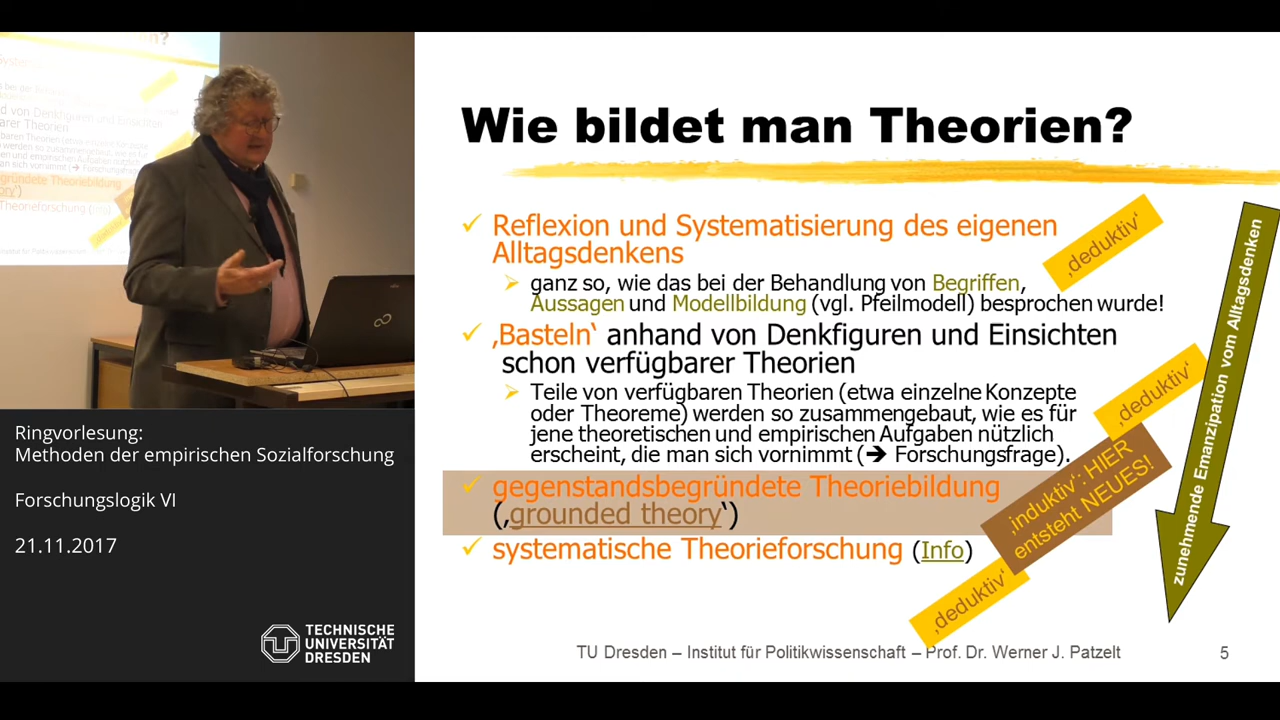 Wie bildet man Theorien?
✓ Reflexion und Systematisierung des eigenen
Alltagsdenkens
‚deduktiv‘
➢ ganz so, wie das bei der Behandlung von Begriffen,
Aussagen und Modellbildung (vgl. Pfeilmodell) besprochen wurde!
✓ ‚Basteln‘ anhand von Denkfiguren und Einsichten
schon verfügbarer Theorien
‚deduktiv‘
➢ Teile von verfügbaren Theorien (etwa einzelne Konzepte
oder Theoreme) werden so zusammengebaut, wie es für
jene theoretischen und empirischen Aufgaben nützlich
erscheint, die man sich vornimmt (➔ Forschungsfrage).
✓ gegenstandsbegründete Theoriebildung
(‚grounded theory‘)
‚induktiv‘: HIER
entsteht NEUES!
✓ systematische Theorieforschung (Info)
‚deduktiv‘
zunehmende Emanzipation vom Alltagsdenken
TU Dresden – Institut für Politikwissenschaft – Prof. Dr. Werner J. Patzelt
5
Ringvorlesung:
Methoden der empirischen Sozialforschung
Forschungslogik VI
21.11.2017
TECHNISCHE
UNIVERSITÄT
DRESDEN